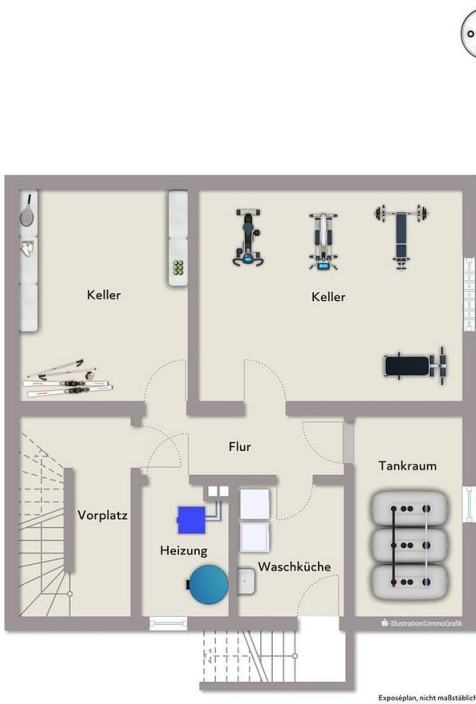 Keller
Keller
Flur
Tankraum
Vorplatz
Heizung
Waschküche
-Illustration©ImmoGrafik
Exposéplan, nicht maßstäblich